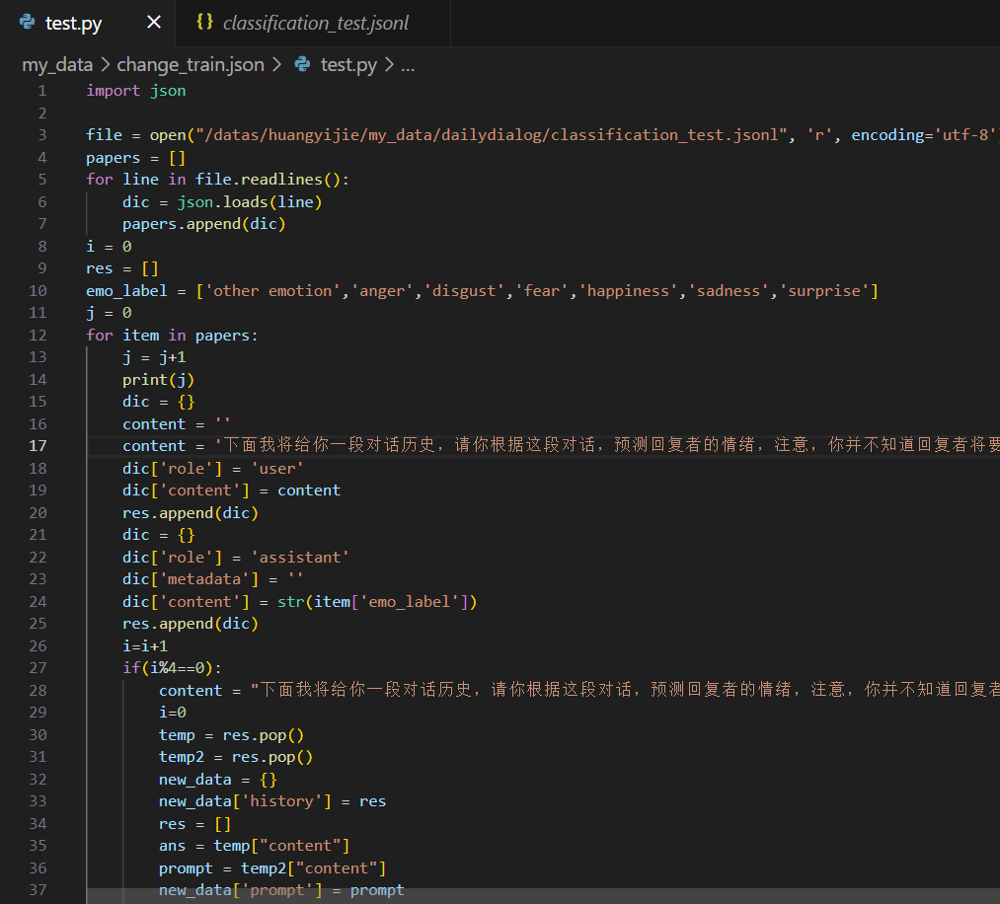 test.py
{} classification_test.jsonl
my_data > change_train.json > test.py > ...
1 import json
2
3 file = open("/datas/huangyijie/my_data/dailydialog/classification_test.jsonl", 'r', encoding='utf-8')
4 papers = []
5 for line in file.readlines():
6 dic = json.loads(line)
7 papers.append(dic)
8 i = 0
9 res = []
10 emo_label = ['other emotion','anger','disgust','fear','happiness','sadness','surprise']
11 j = 0
12 for item in papers:
13 j = j+1
14 print(j)
15 dic = {}
16 content = ''
17 content = '下面我将给你一段对话历史，请你根据这段对话，预测回复者的情绪，注意，你并不知道回复者将要
18 dic['role'] = 'user'
19 dic['content'] = content
20 res.append(dic)
21 dic = {}
22 dic['role'] = 'assistant'
23 dic['metadata'] = ''
24 dic['content'] = str(item['emo_label'])
25 res.append(dic)
26 i=i+1
27 if(i%4==0):
28 content = "下面我将给你一段对话历史，请你根据这段对话，预测回复者的情绪，注意，你并不知道回复者
29 i=0
30 temp = res.pop()
31 temp2 = res.pop()
32 new_data = {}
33 new_data['history'] = res
34 res = []
35 ans = temp["content"]
36 prompt = temp2["content"]
37 new_data['prompt'] = prompt